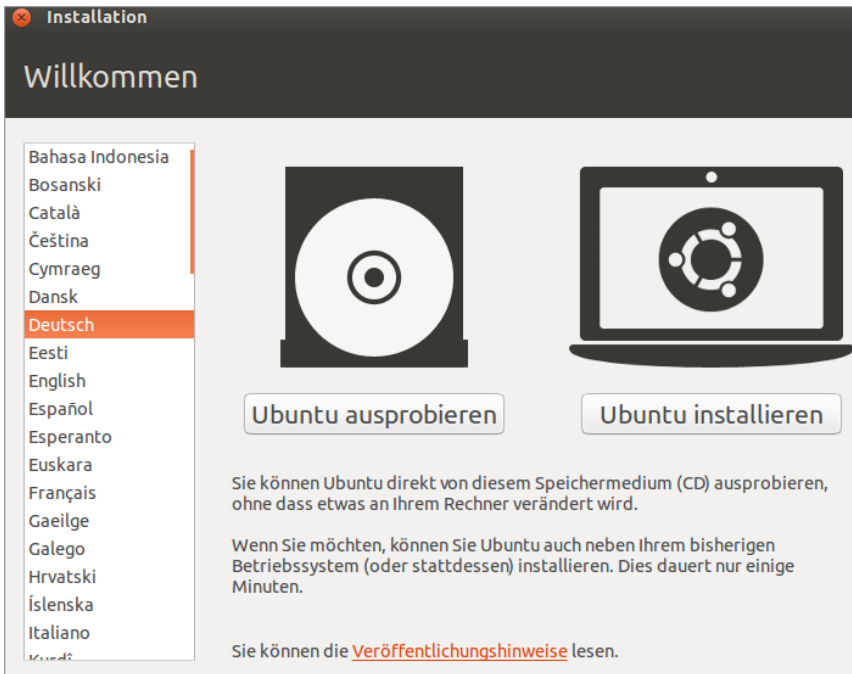 Installation
Willkommen
Bahasa Indonesia
Bosanski
Català
Čeština
Cymraeg
Dansk
Deutsch
Eesti
English
Español
Esperanto
Euskara
Français
Gaeilge
Galego
Hrvatski
Íslenska
Italiano
Kurdî
Ubuntu ausprobieren
Ubuntu installieren
Sie können Ubuntu direkt von diesem Speichermedium (CD) ausprobieren,
ohne dass etwas an Ihrem Rechner verändert wird.
Wenn Sie möchten, können Sie Ubuntu auch neben Ihrem bisherigen
Betriebssystem (oder stattdessen) installieren. Dies dauert nur einige
Minuten.
Sie können die Veröffentlichungshinweise lesen.